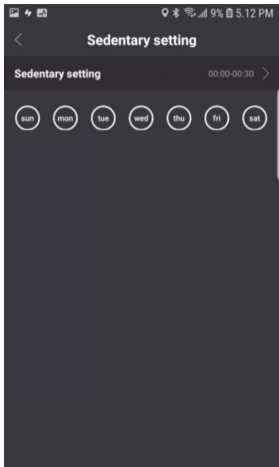 9% 5.12 PM
Sedentary setting
Sedentary setting 00:00-00:30
sun mon tue wed thu fri sat